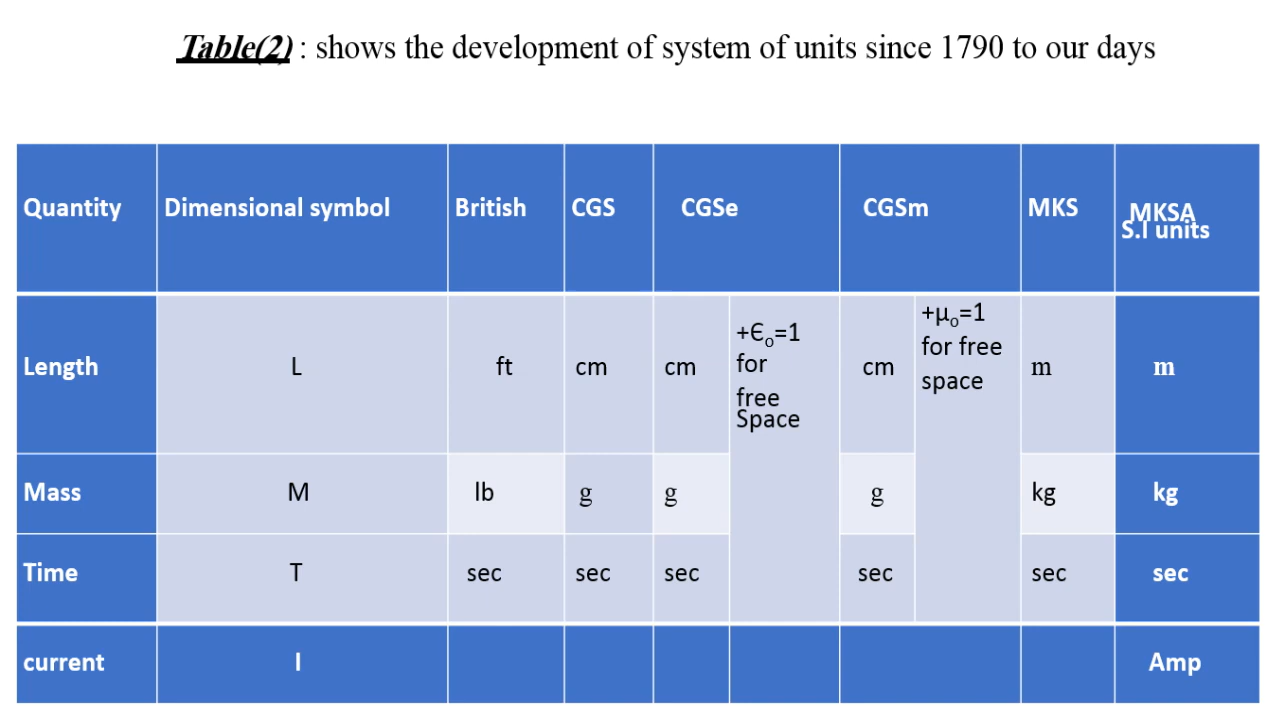 Table(2) : shows the development of system of units since 1790 to our days
Quantity Dimensional symbol British CGS CGSe CGSm MKS MKSA
S.I units
Length L ft cm cm +Єₒ=1 for free Space cm +μₒ=1 for free space m m
Mass M lb g g g kg kg
Time T sec sec sec sec sec sec
current I Amp